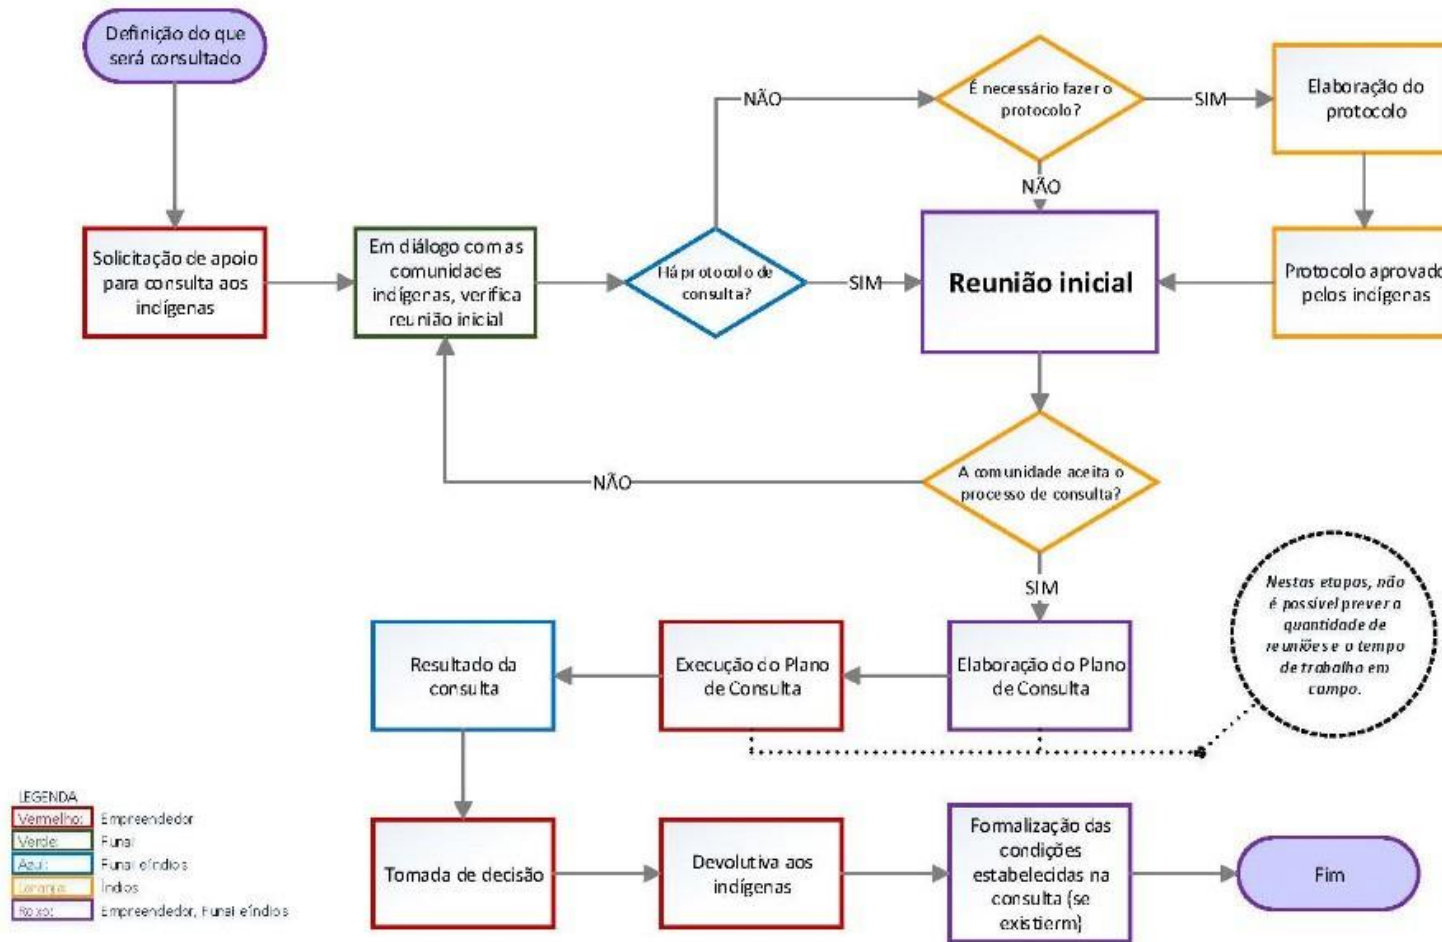 Definição do que
será consultado
Solicitação de apoio
para consulta aos
indígenas
Em diálogo com as
comunidades
indígenas, verifica
reunião inicial
Há protocolo de
consulta?
NÃO
SIM
É necessário fazer o
protocolo?
SIM
NÃO
Elaboração do
protocolo
Protocolo aprovado
pelos indígenas
Reunião inicial
A comunidade aceita o
processo de consulta?
NÃO
SIM
Nestas etapas, não
é possível prever a
quantidade de
reuniões e o tempo
de trabalho em
campo.
Elaboração do Plano
de Consulta
Execução do Plano
de Consulta
Resultado da
consulta
Tomada de decisão
Devolutiva aos
indígenas
Formalização das
condições
estabelecidas na
consulta (se
existierm)
Fim
LEGENDA
Vermelho: Empreendedor
Verde: Funai
Azul: Funai e índios
Laranja: Índios
Roxo: Empreendedor, Funai e índios